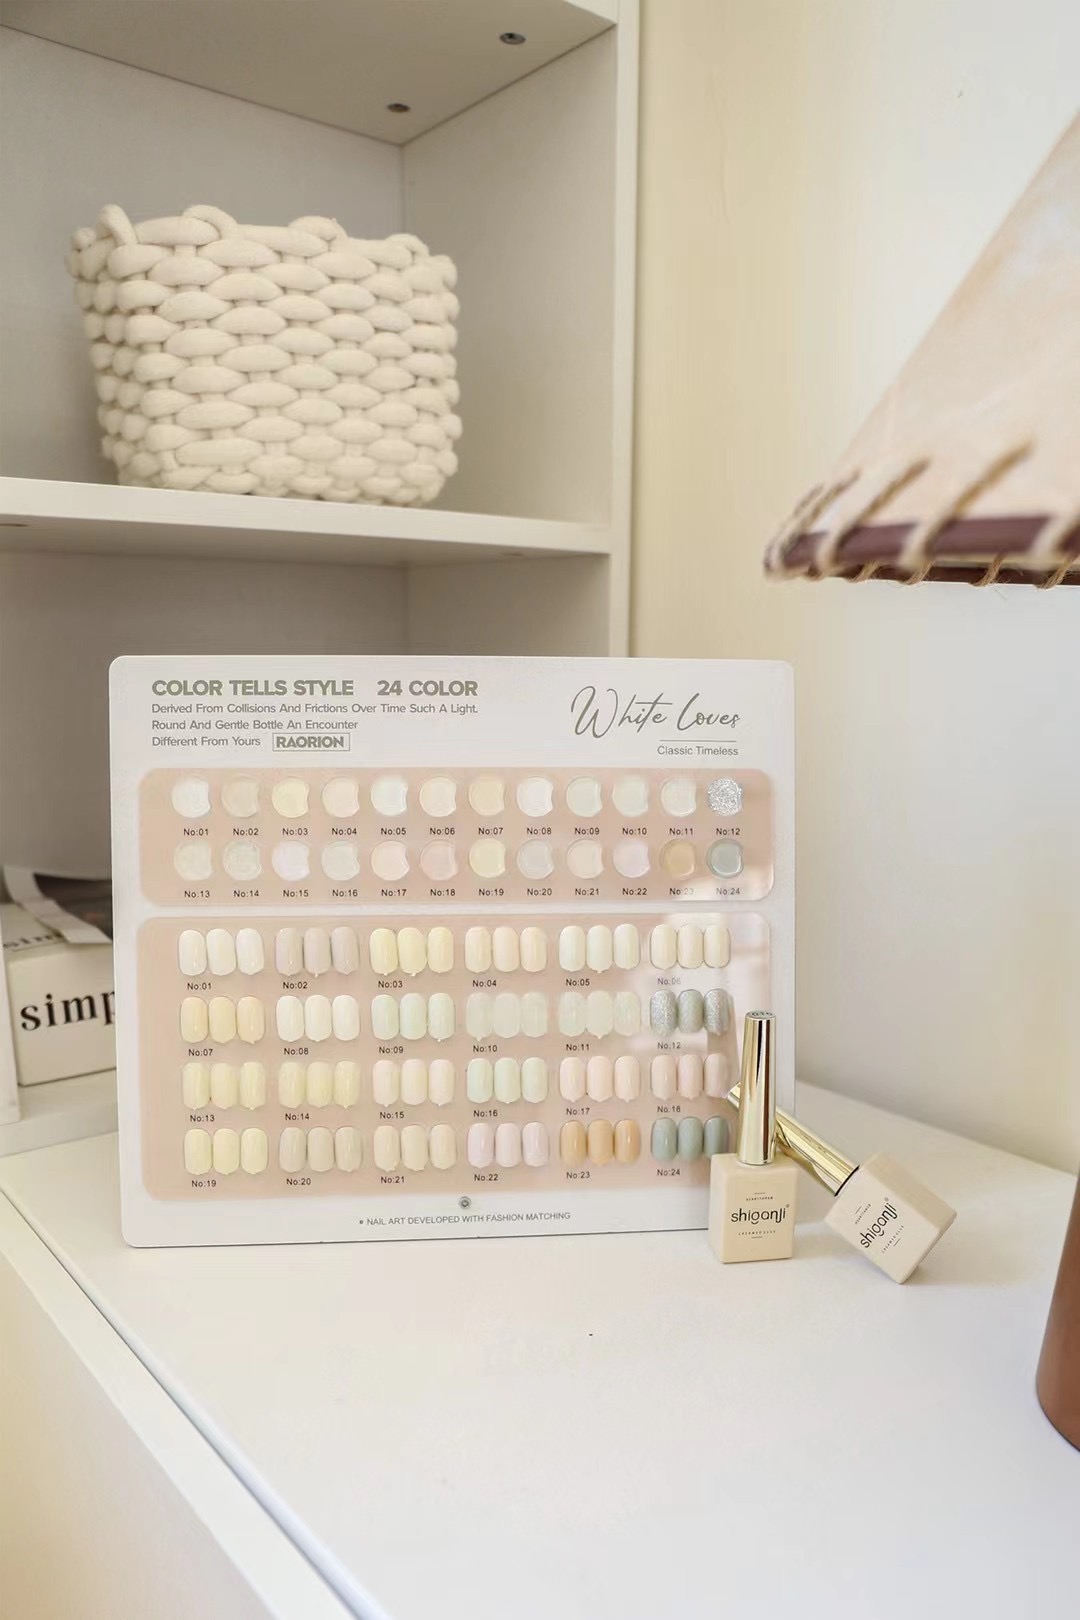 COLOR TELLS STYLE 24 COLOR
Derived From Collisions And Frictions Over Time Such A Light.
Round And Gentle Bottle An Encounter
Different From Yours RAORION
White Loves
Classic Timeless
No:01 No:02 No:03 No:04 No:05 No:06 No:07 No:08 No:09 No:10 No:11 No:12
No:13 No:14 No:15 No:16 No:17 No:18 No:19 No:20 No:21 No:22 No:23 No:24
No:01 No:02 No:03 No:04 No:05 No:06
No:07 No:08 No:09 No:10 No:11 No:12
No:13 No:14 No:15 No:16 No:17 No:18
No:19 No:20 No:21 No:22 No:23 No:24
NAIL ART DEVELOPED WITH FASHION MATCHING
sim
simp
shiganji
shiganji